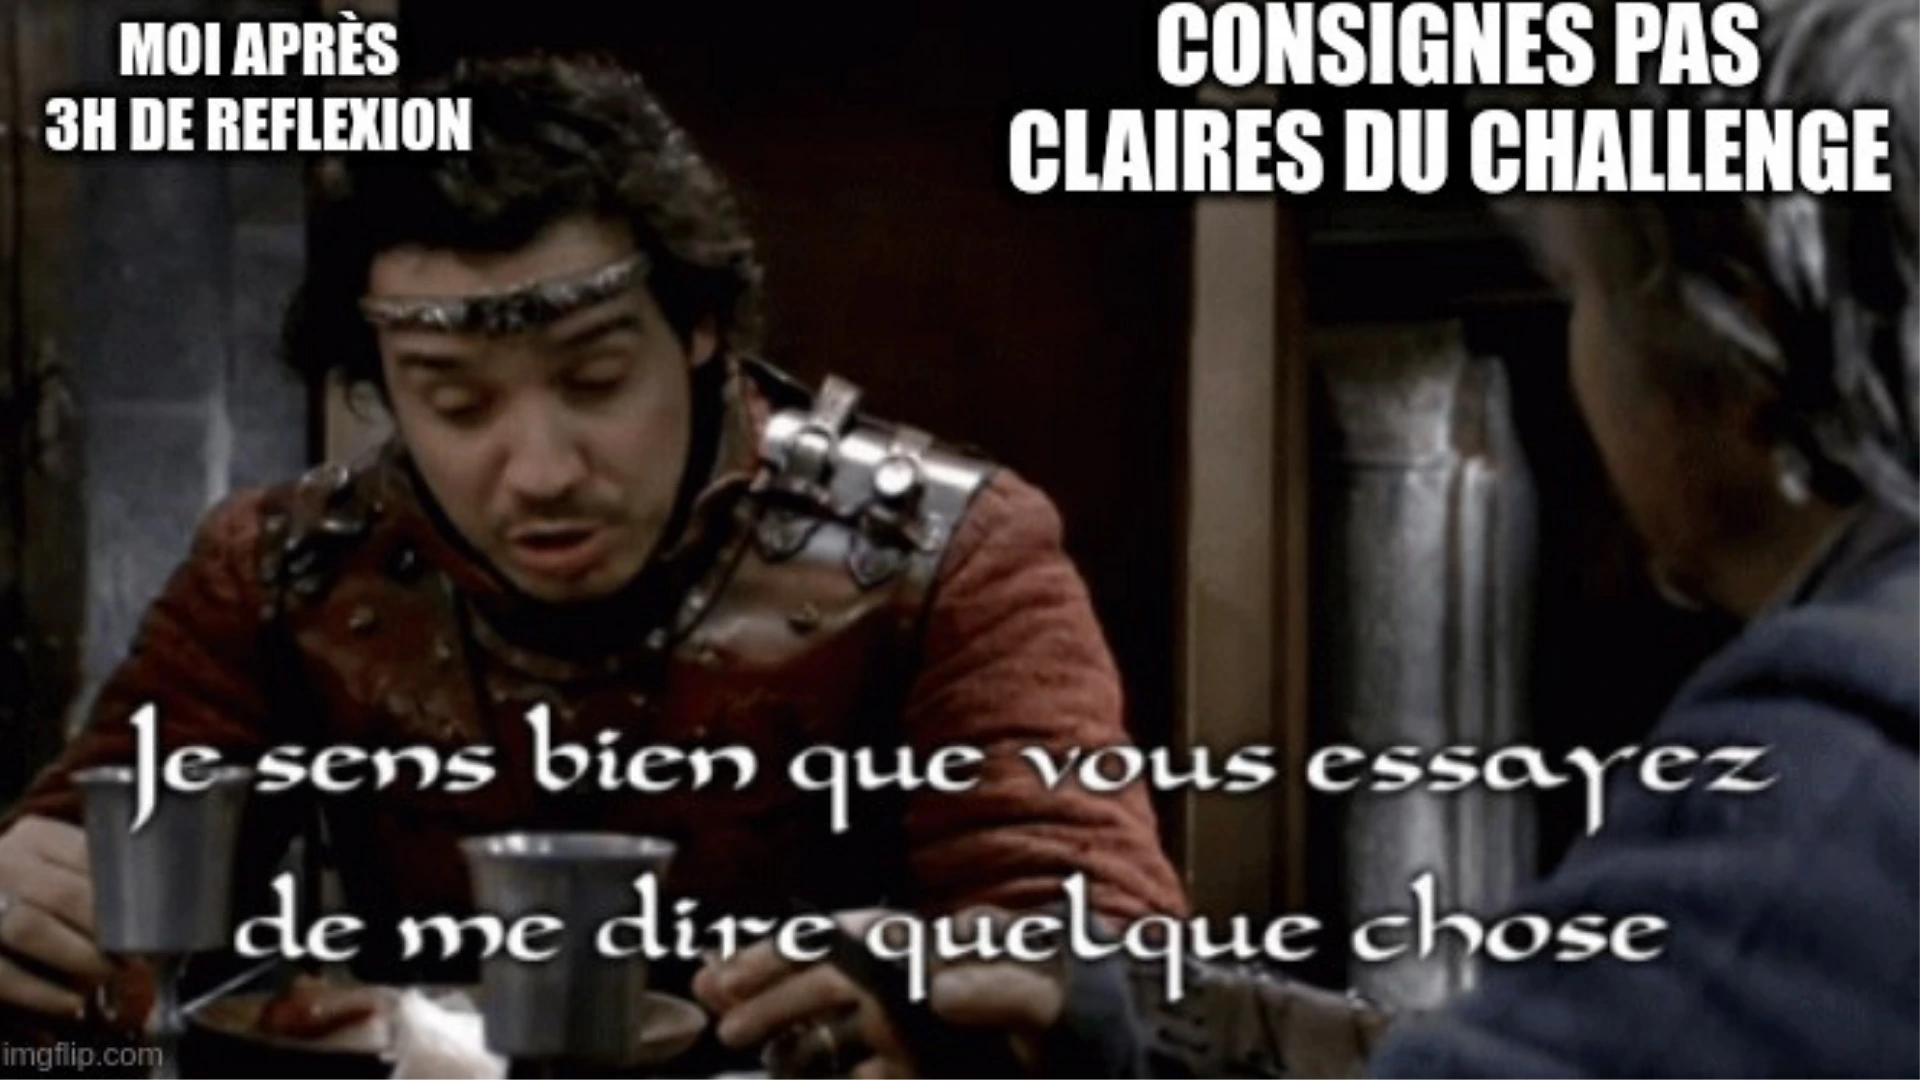 MOI APRÈS
3H DE REFLEXION
CONSIGNES PAS
CLAIRES DU CHALLENGE
Je sens bien que vous essayez
de me dire quelque chose
imgflip.com